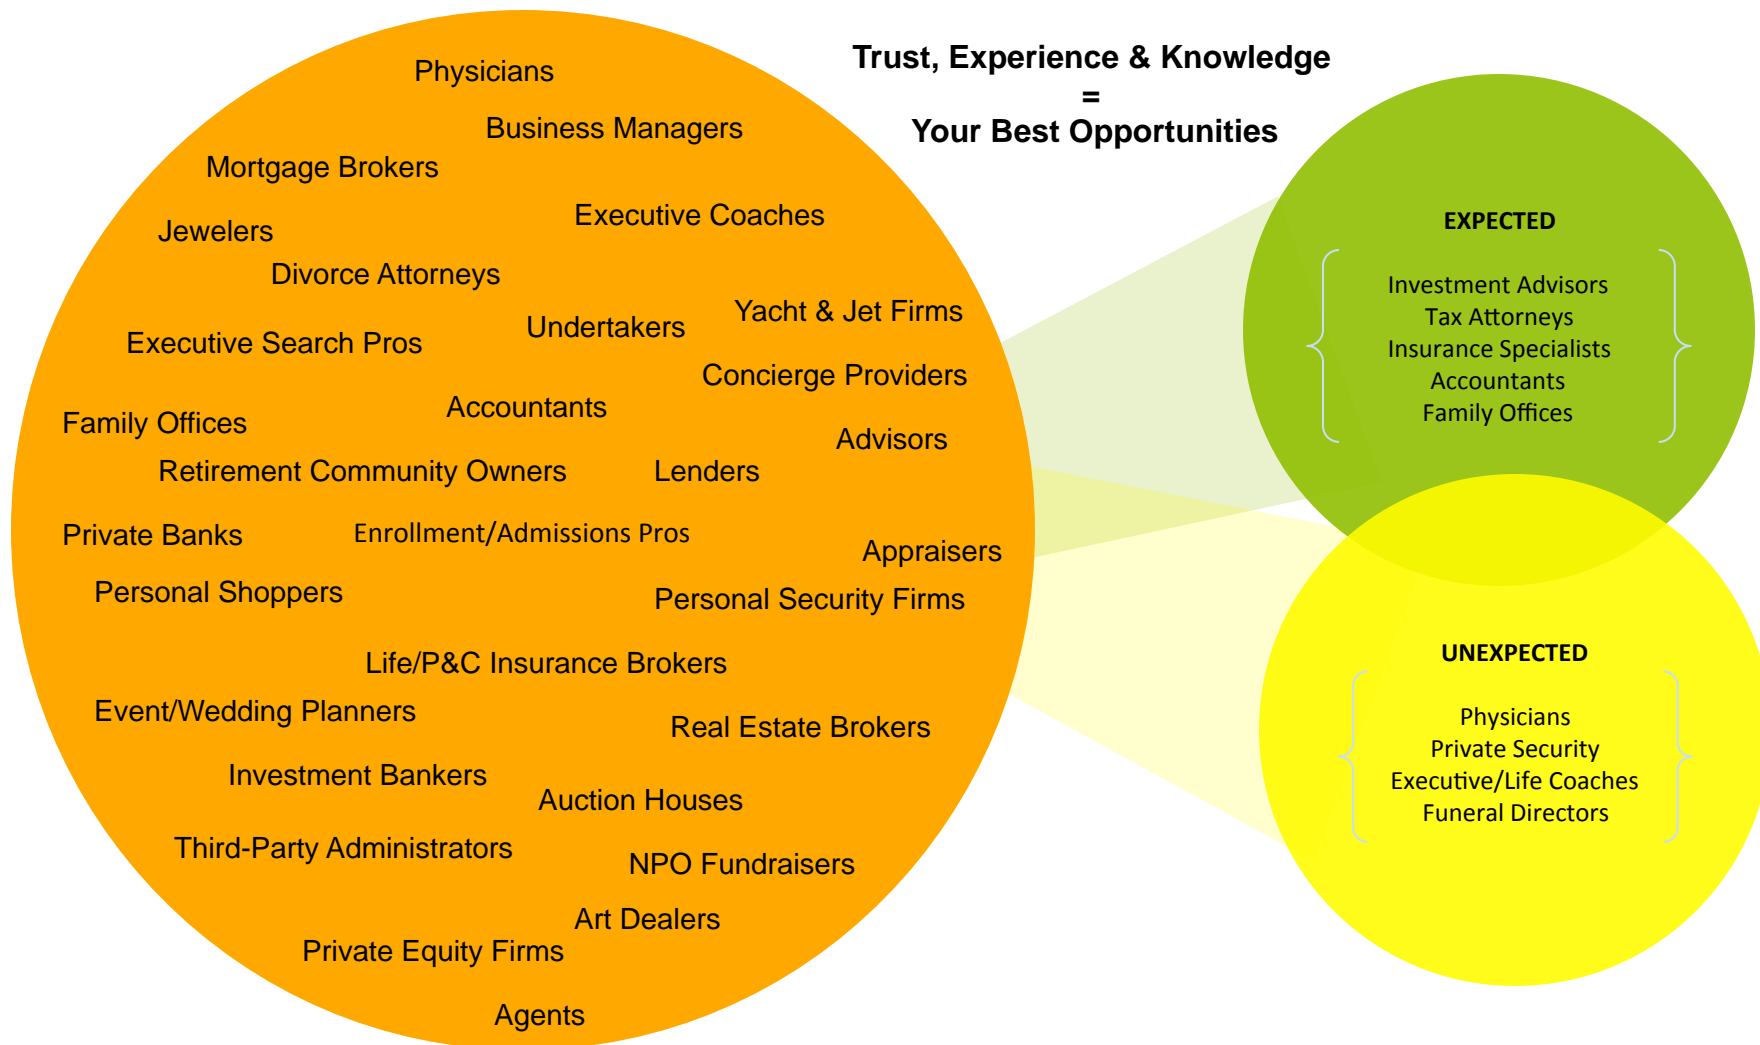 Trust, Experience & Knowledge
=
Your Best Opportunities
Physicians
Business Managers
Mortgage Brokers
Executive Coaches
Jewelers
Divorce Attorneys
Yacht & Jet Firms
Undertakers
Executive Search Pros
Concierge Providers
Accountants
Family Offices
Advisors
Retirement Community Owners
Lenders
Private Banks
Enrollment/Admissions Pros
Appraisers
Personal Shoppers
Personal Security Firms
Life/P&C Insurance Brokers
Event/Wedding Planners
Real Estate Brokers
Investment Bankers
Auction Houses
Third-Party Administrators
NPO Fundraisers
Art Dealers
Private Equity Firms
Agents
EXPECTED
Investment Advisors
Tax Attorneys
Insurance Specialists
Accountants
Family Offices
UNEXPECTED
Physicians
Private Security
Executive/Life Coaches
Funeral Directors